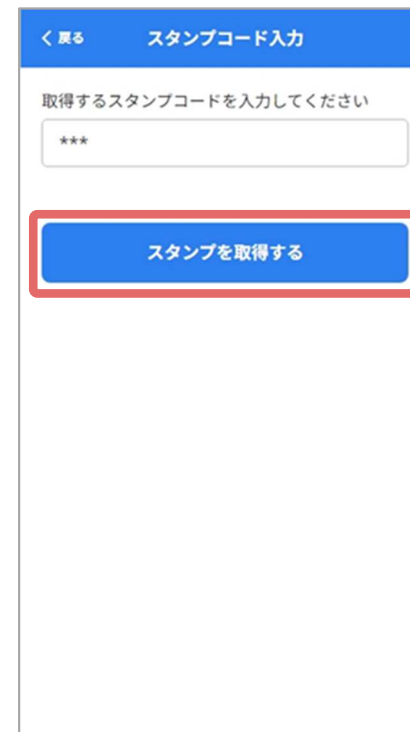 戻る スタンプコード入力
取得するスタンプコードを入力してください
***
スタンプを取得する